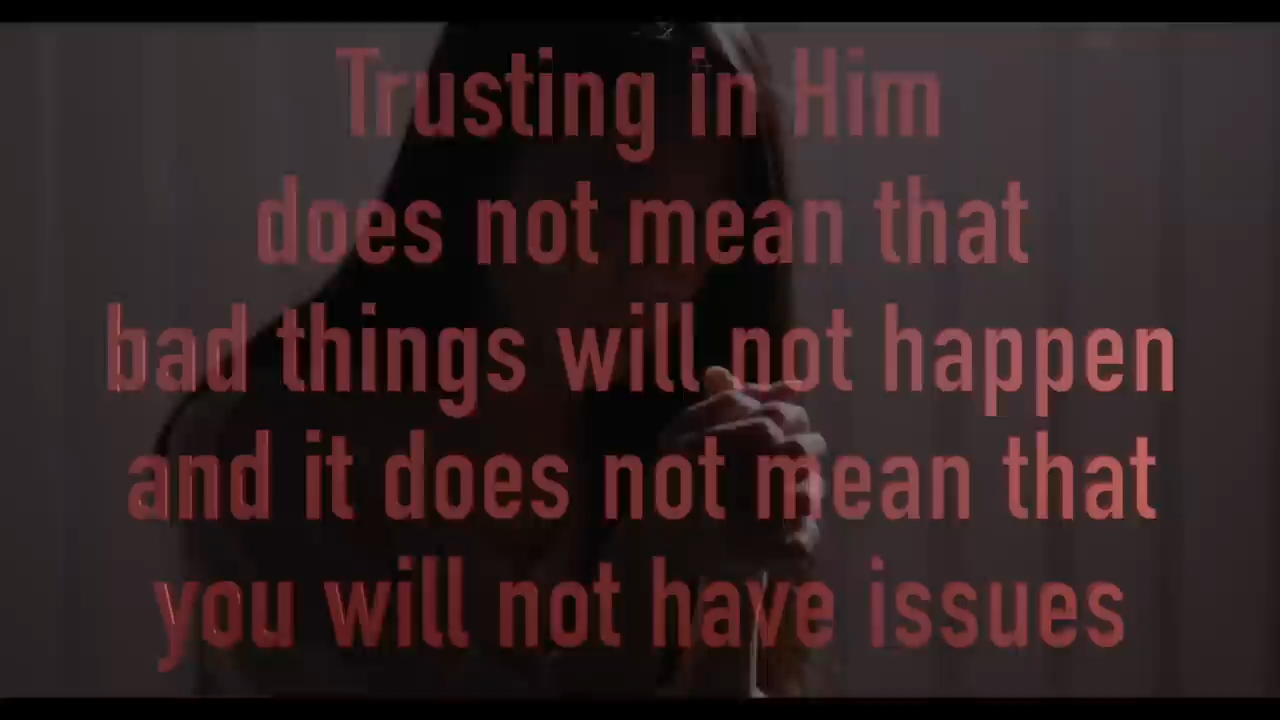 Trusting in Him
does not mean that
bad things will not happen
and it does not mean that
you will not have issues